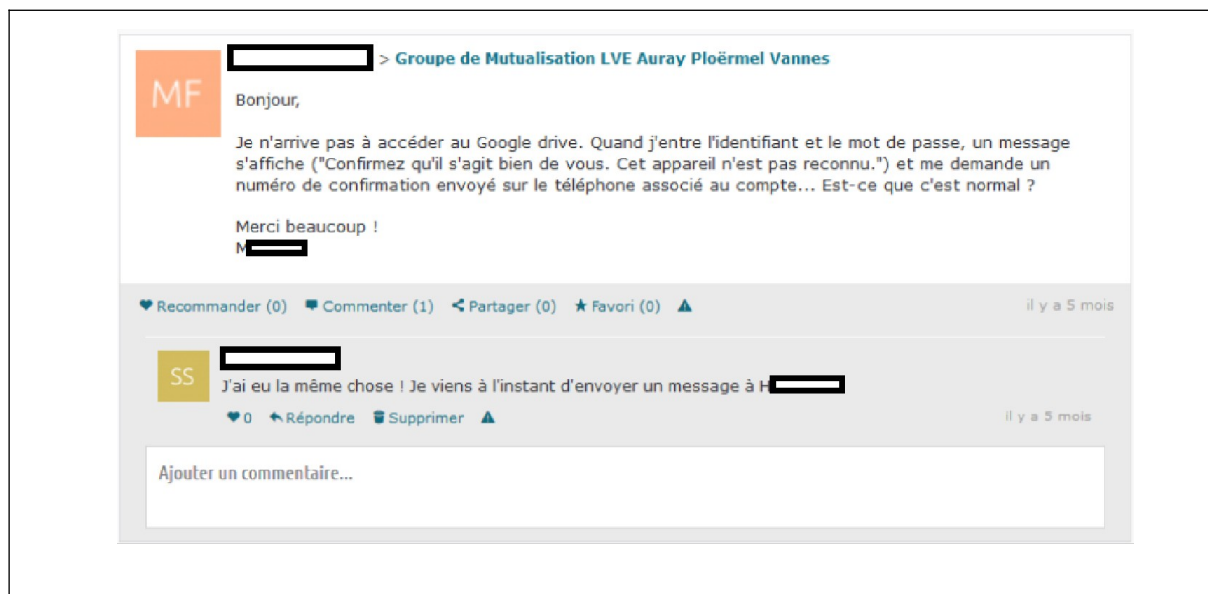 MF
> Groupe de Mutualisation LVE Auray Ploërmel Vannes
Bonjour,
Je n'arrive pas à accéder au Google drive. Quand j'entre l'identifiant et le mot de passe, un message
s'affiche ("Confirmez qu'il s'agit bien de vous. Cet appareil n'est pas reconnu.") et me demande un
numéro de confirmation envoyé sur le téléphone associé au compte... Est-ce que c'est normal ?
Merci beaucoup !
M
Recommander (0) Commenter (1) Partager (0) Favori (0) il y a 5 mois
SS
J'ai eu la même chose ! Je viens à l'instant d'envoyer un message à H
0 Répondre Supprimer il y a 5 mois
Ajouter un commentaire...